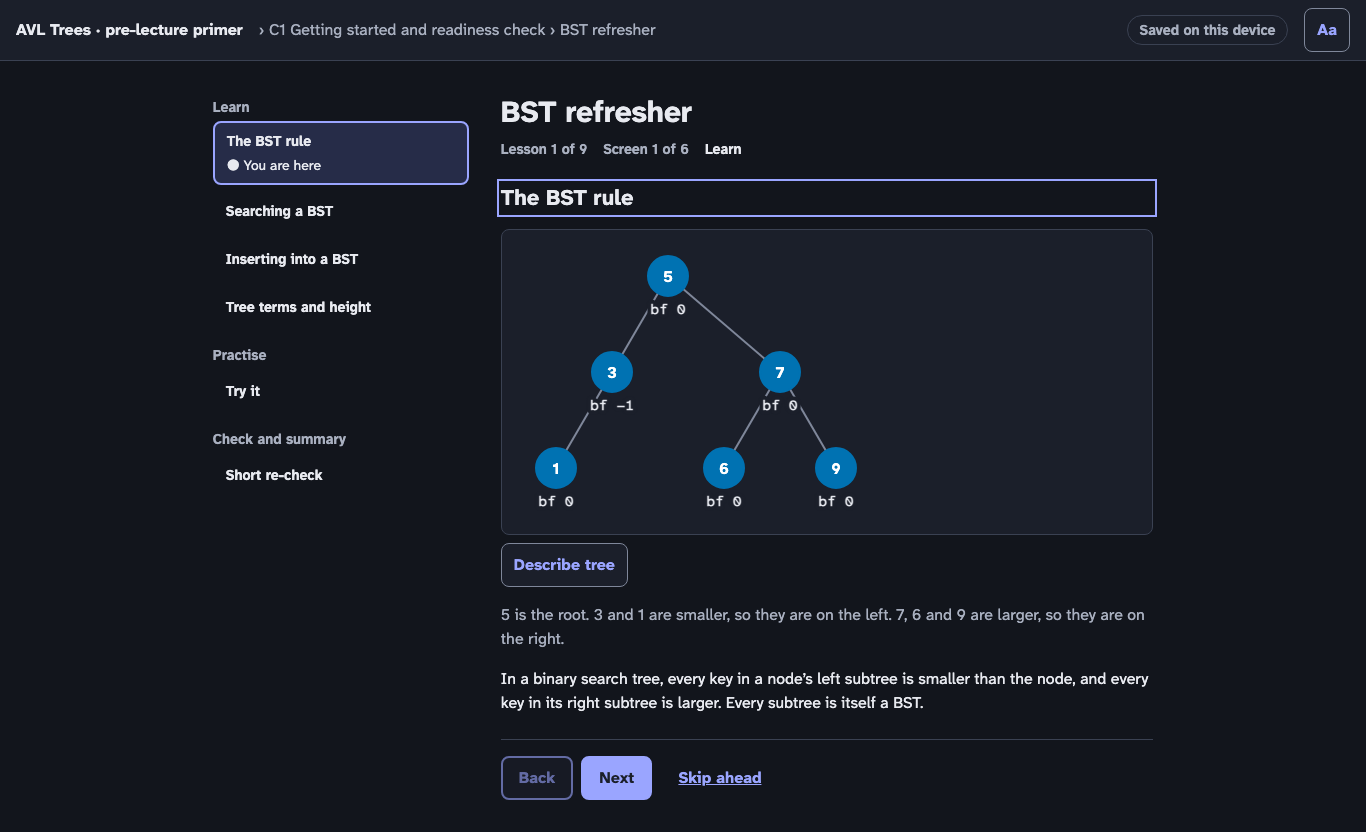 AVL Trees · pre-lecture primer › C1 Getting started and readiness check › BST refresher
Saved on this device
Aa
Learn
The BST rule
You are here
Searching a BST
Inserting into a BST
Tree terms and height
Practise
Try it
Check and summary
Short re-check
BST refresher
Lesson 1 of 9 Screen 1 of 6 Learn
The BST rule
5
bf 0
3
7
bf −1
bf 0
1
6
9
bf 0
bf 0
bf 0
Describe tree
5 is the root. 3 and 1 are smaller, so they are on the left. 7, 6 and 9 are larger, so they are on
the right.
In a binary search tree, every key in a node’s left subtree is smaller than the node, and every
key in its right subtree is larger. Every subtree is itself a BST.
Back
Next
Skip ahead